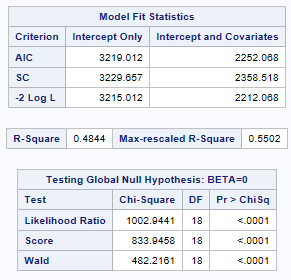 Model Fit Statistics
Criterion Intercept Only Intercept and Covariates
AIC 3219.012 2252.068
SC 3229.657 2358.518
-2 Log L 3215.012 2212.068
R-Square 0.4844 Max-rescaled R-Square 0.5502
Testing Global Null Hypothesis: BETA=0
Test Chi-Square DF Pr > ChiSq
Likelihood Ratio 1002.9441 18 <.0001
Score 833.9458 18 <.0001
Wald 482.2161 18 <.0001